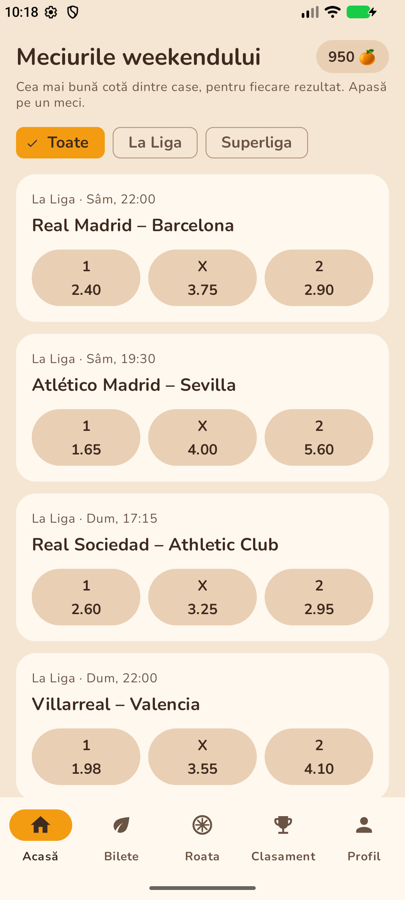 10:18
Meciurile weekendului
950
Cea mai bună cotă dintre case, pentru fiecare rezultat. Apasă
pe un meci.
Toate
La Liga
Superliga
La Liga · Sâm, 22:00
Real Madrid – Barcelona
1 X 2
2.40 3.75 2.90
La Liga · Sâm, 19:30
Atlético Madrid – Sevilla
1 X 2
1.65 4.00 5.60
La Liga · Dum, 17:15
Real Sociedad – Athletic Club
1 X 2
2.60 3.25 2.95
La Liga · Dum, 22:00
Villarreal – Valencia
1 X 2
1.98 3.55 4.10
Acasă Bilete Roata Clasament Profil